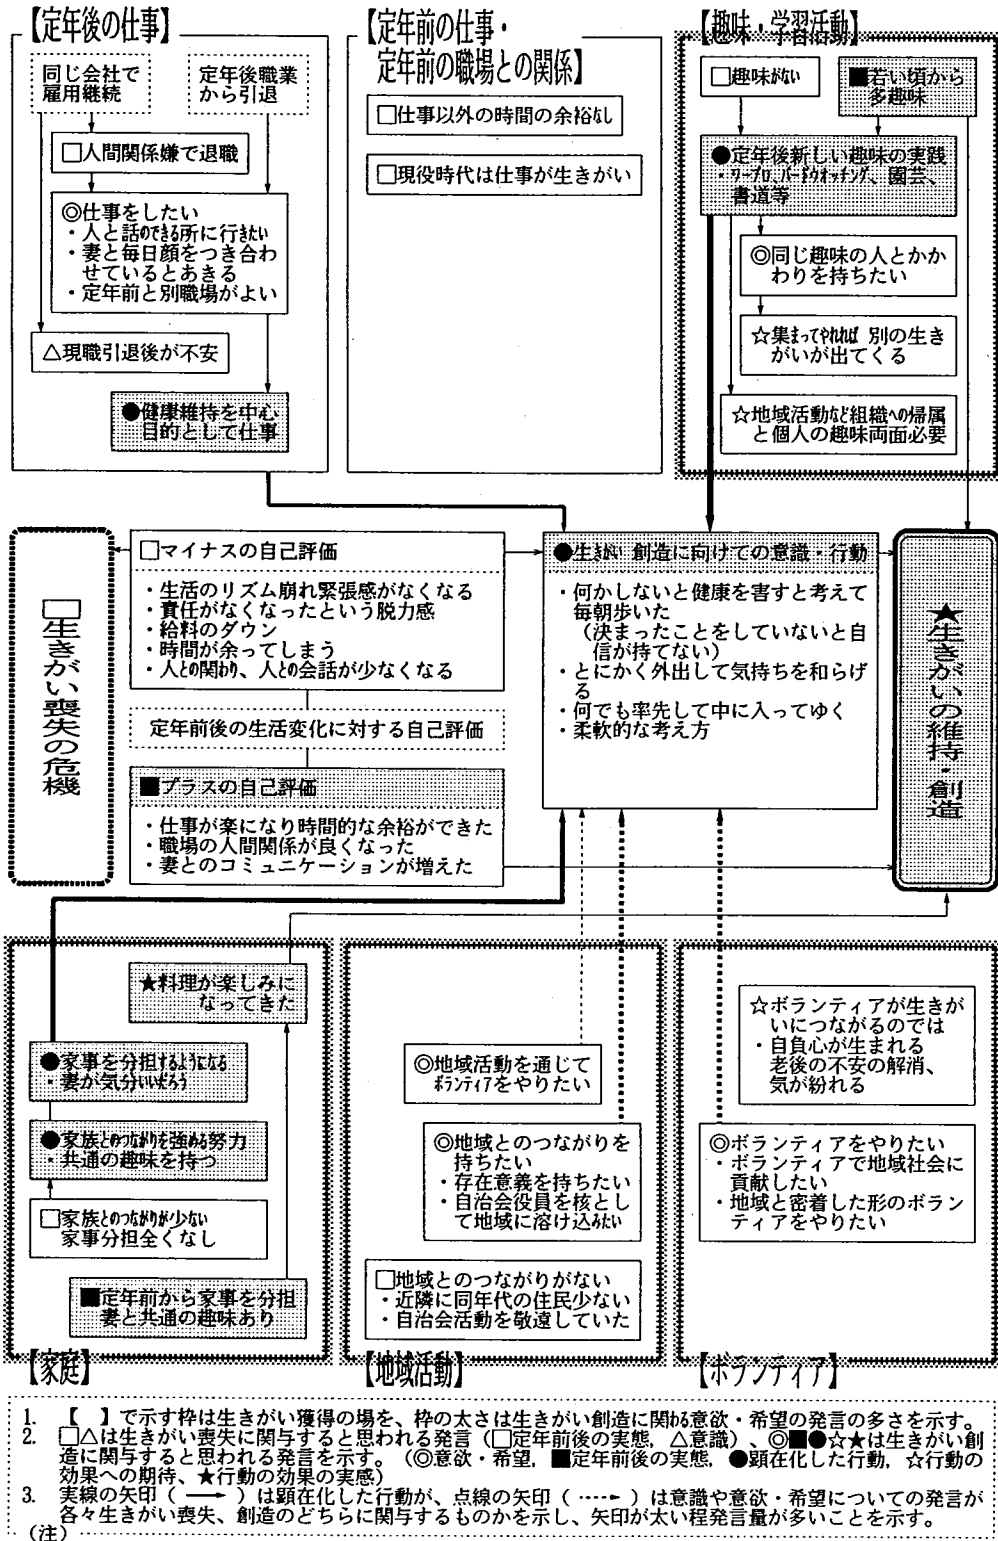 【定年後の仕事】
同じ会社で
雇用継続
定年後職業
から引退
□人間関係嫌で退職
◎仕事をしたい
・人と話のできる所に行きたい
・妻と毎日顔をつき合わ
せているとあきる
・定年前と別職場がよい
△現職引退後が不安
●健康維持を中心
目的として仕事
【定年前の仕事・
定年前の職場との関係】
□仕事以外の時間の余裕なし
□現役時代は仕事が生きがい
【趣味・学習活動】
□趣味がない
■若い頃から
多趣味
●定年後新しい趣味の実践
・ワープロ、バードウオッチング、園芸、
書道等
◎同じ趣味の人とかか
わりを持ちたい
☆集まってやれば 別の生き
がいが出てくる
☆地域活動など組織への帰属
と個人の趣味両面必要
□生きがい喪失の危機
□マイナスの自己評価
・生活のリズム崩れ緊張感がなくなる
・責任がなくなったという脱力感
・給料のダウン
・時間が余ってしまう
・人との関わり、人との会話が少なくなる
定年前後の生活変化に対する自己評価
■プラスの自己評価
・仕事が楽になり時間的な余裕ができた
・職場の人間関係が良くなった
・妻とのコミュニケーションが増えた
●生きがい 創造に向けての意識・行動
・何かしないと健康を害すと考えて
毎朝歩いた
（決まったことをしていないと自
信が持てない）
・とにかく外出して気持ちを和らげ
る
・何でも率先して中に入ってゆく
・柔軟的な考え方
★生きがいの維持・創造
★料理が楽しみに
なってきた
●家事を分担するようになる
・妻が気分いいだろう
●家族とのつながりを強める努力
・共通の趣味を持つ
□家族とのつながりが少ない
家事分担全くなし
■定年前から家事を分担
妻と共通の趣味あり
【家庭】
◎地域活動を通じて
ボランティアをやりたい
◎地域とのつながりを
持ちたい
・存在意義を持ちたい
・自治会役員を核とし
て地域に溶け込みたい
□地域とのつながりがない
・近隣に同年代の住民少ない
・自治会活動を敬遠していた
【地域活動】
☆ボランティアが生きが
いにつながるのでは
・自負心が生まれる
老後の不安の解消、
気が紛れる
◎ボランティアをやりたい
・ボランティアで地域社会に
貢献したい
・地域と密着した形のボラン
ティアをやりたい
【ボランティア】
1. 【　】で示す枠は生きがい獲得の場を、枠の太さは生きがい創造に関わる意欲・希望の発言の多さを示す。
2. □△は生きがい喪失に関与すると思われる発言（□定年前後の実態, △意識）、◎■●☆★は生きがい創
造に関与すると思われる発言を示す。（◎意欲・希望, ■定年前後の実態, ●顕在化した行動, ☆行動の
効果への期待、★行動の効果の実感）
3. 実線の矢印（ ──→ ）は顕在化した行動が、点線の矢印（ ----→ ）は意識や意欲・希望についての発言が
各々生きがい喪失、創造のどちらに関与するものかを示し、矢印が太い程発言量が多いことを示す。
（注）